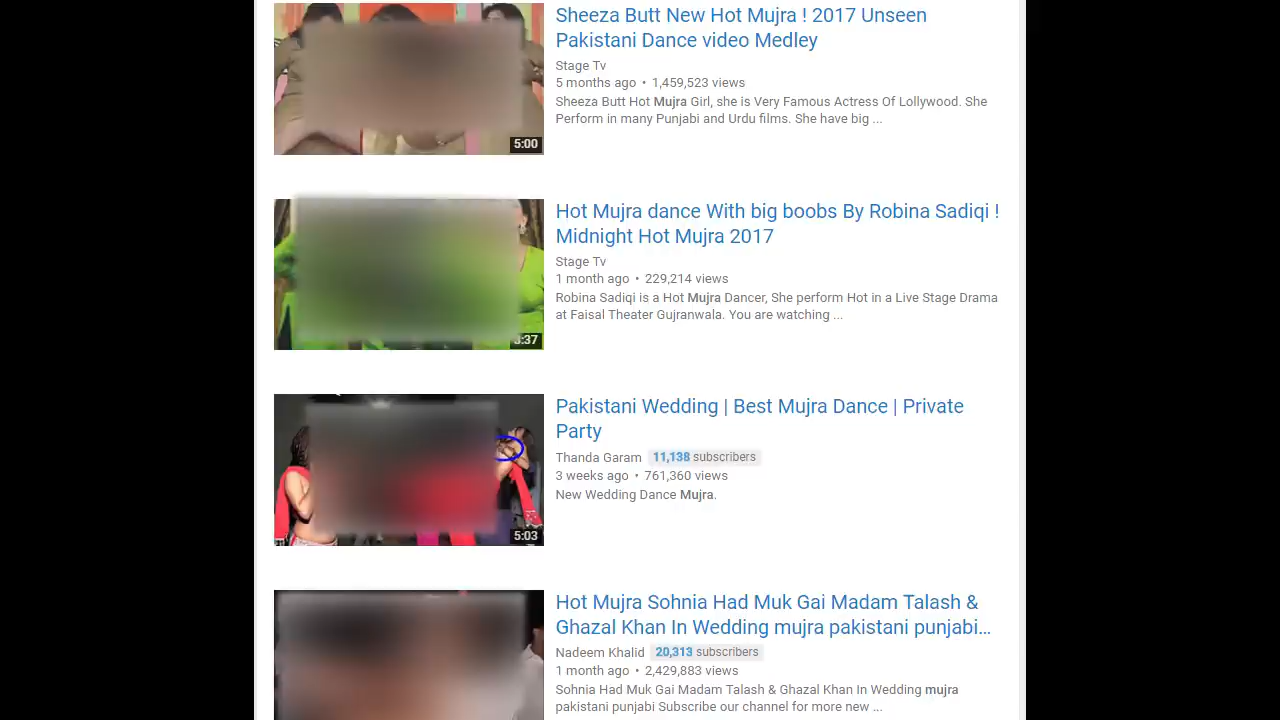 Sheeza Butt New Hot Mujra ! 2017 Unseen
Pakistani Dance video Medley
Stage Tv
5 months ago • 1,459,523 views
Sheeza Butt Hot Mujra Girl, she is Very Famous Actress Of Lollywood. She
Perform in many Punjabi and Urdu films. She have big ...
5:00
Hot Mujra dance With big boobs By Robina Sadiqi !
Midnight Hot Mujra 2017
Stage Tv
1 month ago • 229,214 views
Robina Sadiqi is a Hot Mujra Dancer, She perform Hot in a Live Stage Drama
at Faisal Theater Gujranwala. You are watching ...
:37
Pakistani Wedding | Best Mujra Dance | Private
Party
Thanda Garam 11,138 subscribers
3 weeks ago • 761,360 views
New Wedding Dance Mujra.
5:03
Hot Mujra Sohnia Had Muk Gai Madam Talash &
Ghazal Khan In Wedding mujra pakistani punjabi...
Nadeem Khalid 20,313 subscribers
1 month ago • 2,429,883 views
Sohnia Had Muk Gai Madam Talash & Ghazal Khan In Wedding mujra
pakistani punjabi Subscribe our channel for more new ...